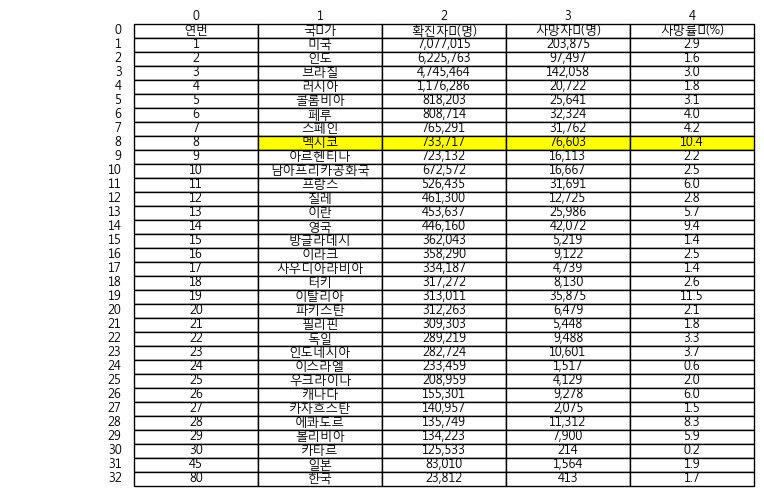 0 1 2 3 4
0 연번 국가 확진자(명) 사망자(명) 사망률(%)
1 1 미국 7,077,015 203,875 2.9
2 2 인도 6,225,763 97,497 1.6
3 3 브라질 4,745,464 142,058 3.0
4 4 러시아 1,176,286 20,722 1.8
5 5 콜롬비아 818,203 25,641 3.1
6 6 페루 808,714 32,324 4.0
7 7 스페인 765,291 31,762 4.2
8 8 멕시코 733,717 76,603 10.4
9 9 아르헨티나 723,132 16,113 2.2
10 10 남아프리카공화국 672,572 16,667 2.5
11 11 프랑스 526,435 31,691 6.0
12 12 칠레 461,300 12,725 2.8
13 13 이란 453,637 25,986 5.7
14 14 영국 446,160 42,072 9.4
15 15 방글라데시 362,043 5,219 1.4
16 16 이라크 358,290 9,122 2.5
17 17 사우디아라비아 334,187 4,739 1.4
18 18 터키 317,272 8,130 2.6
19 19 이탈리아 313,011 35,875 11.5
20 20 파키스탄 312,263 6,479 2.1
21 21 필리핀 309,303 5,448 1.8
22 22 독일 289,219 9,488 3.3
23 23 인도네시아 282,724 10,601 3.7
24 24 이스라엘 233,459 1,517 0.6
25 25 우크라이나 208,959 4,129 2.0
26 26 캐나다 155,301 9,278 6.0
27 27 카자흐스탄 140,957 2,075 1.5
28 28 에콰도르 135,749 11,312 8.3
29 29 볼리비아 134,223 7,900 5.9
30 30 카타르 125,533 214 0.2
31 45 일본 83,010 1,564 1.9
32 80 한국 23,812 413 1.7